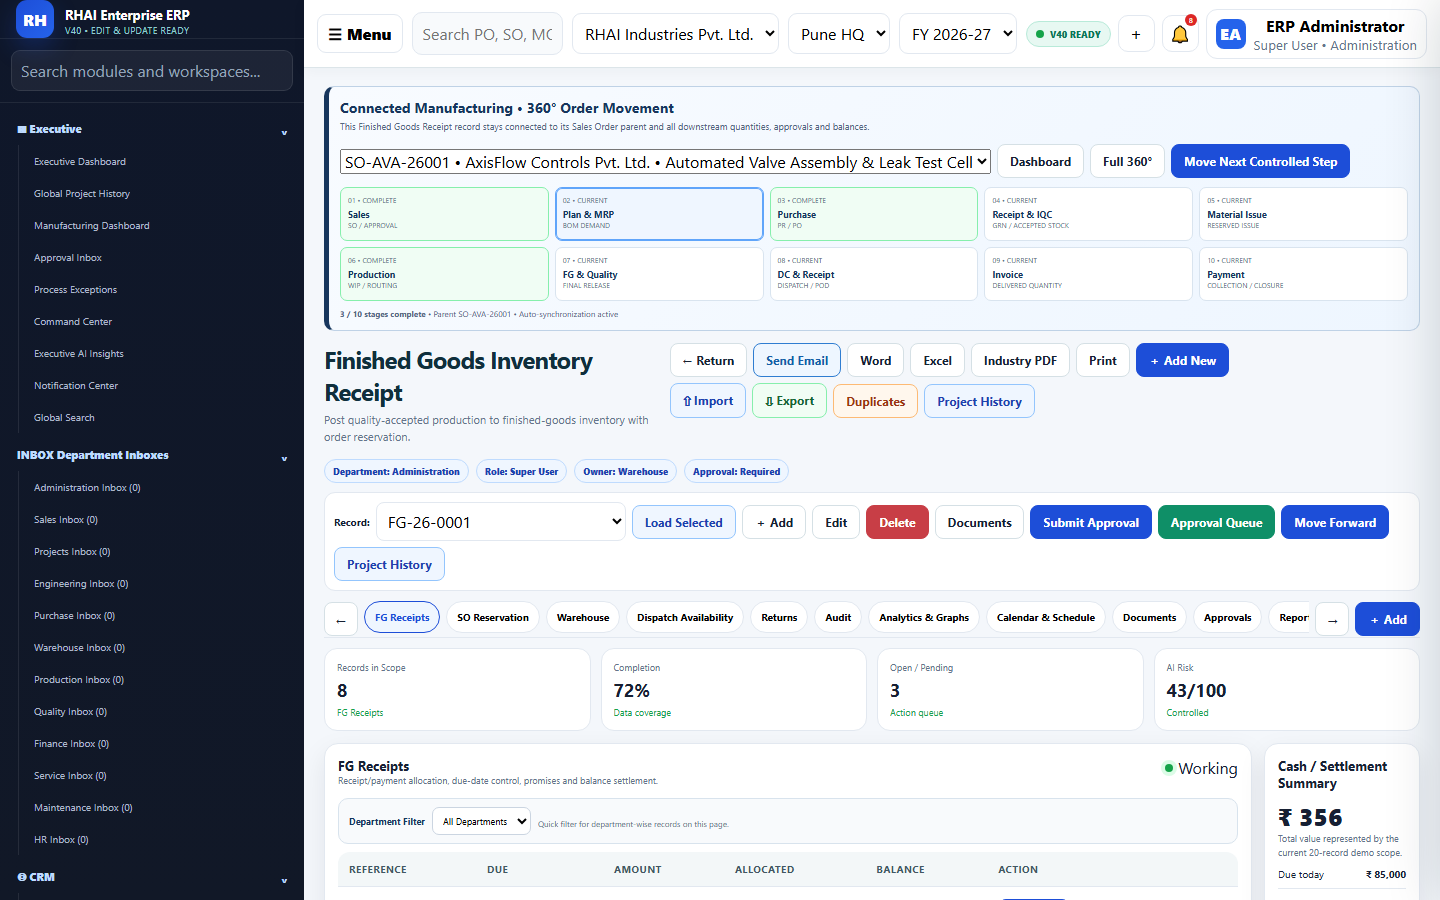 RH
RHAI Enterprise ERP
V40 • EDIT & UPDATE READY
Search modules and workspaces...
Executive
Executive Dashboard
Global Project History
Manufacturing Dashboard
Approval Inbox
Process Exceptions
Command Center
Executive AI Insights
Notification Center
Global Search
INBOX Department Inboxes
Administration Inbox (0)
Sales Inbox (0)
Projects Inbox (0)
Engineering Inbox (0)
Purchase Inbox (0)
Warehouse Inbox (0)
Production Inbox (0)
Quality Inbox (0)
Finance Inbox (0)
Service Inbox (0)
Maintenance Inbox (0)
HR Inbox (0)
CRM
☰ Menu
Search PO, SO, MC
RHAI Industries Pvt. Ltd.
Pune HQ
FY 2026-27
V40 READY
+
8
EA
ERP Administrator
Super User • Administration
Connected Manufacturing • 360° Order Movement
This Finished Goods Receipt record stays connected to its Sales Order parent and all downstream quantities, approvals and balances.
SO-AVA-26001 • AxisFlow Controls Pvt. Ltd. • Automated Valve Assembly & Leak Test Cell
Dashboard
Full 360°
Move Next Controlled Step
01 • COMPLETE
Sales
SO / APPROVAL
02 • CURRENT
Plan & MRP
BOM DEMAND
03 • COMPLETE
Purchase
PR / PO
04 • CURRENT
Receipt & IQC
GRN / ACCEPTED STOCK
05 • CURRENT
Material Issue
RESERVED ISSUE
06 • COMPLETE
Production
WIP / ROUTING
07 • CURRENT
FG & Quality
FINAL RELEASE
08 • CURRENT
DC & Receipt
DISPATCH / POD
09 • CURRENT
Invoice
DELIVERED QUANTITY
10 • CURRENT
Payment
COLLECTION / CLOSURE
3 / 10 stages complete • Parent SO-AVA-26001 • Auto-synchronization active
Finished Goods Inventory
Receipt
Post quality-accepted production to finished-goods inventory with
order reservation.
← Return
Send Email
Word
Excel
Industry PDF
Print
+ Add New
⇧ Import
⇩ Export
Duplicates
Project History
Department: Administration
Role: Super User
Owner: Warehouse
Approval: Required
Record:
FG-26-0001
Load Selected
+ Add
Edit
Delete
Documents
Submit Approval
Approval Queue
Move Forward
Project History
←
FG Receipts
SO Reservation
Warehouse
Dispatch Availability
Returns
Audit
Analytics & Graphs
Calendar & Schedule
Documents
Approvals
Repor
→
+ Add
Records in Scope
8
FG Receipts
Completion
72%
Data coverage
Open / Pending
3
Action queue
AI Risk
43/100
Controlled
FG Receipts
Receipt/payment allocation, due-date control, promises and balance settlement.
Working
Department Filter
All Departments
Quick filter for department-wise records on this page.
REFERENCE
DUE
AMOUNT
ALLOCATED
BALANCE
ACTION
Cash / Settlement
Summary
₹ 356
Total value represented by the
current 20-record demo scope.
Due today
₹ 85,000